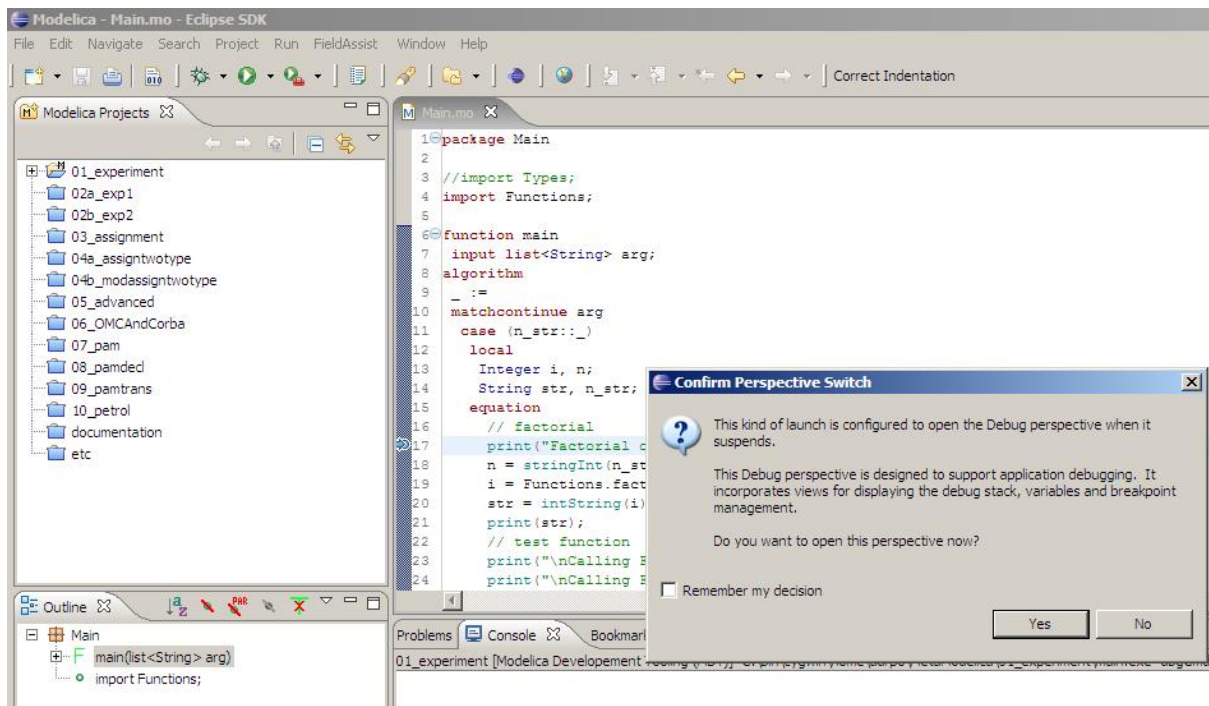 Modelica - Main.mo - Eclipse SDK
File Edit Navigate Search Project Run FieldAssist Window Help
Correct Indentation
Modelica Projects
01_experiment
02a_exp1
02b_exp2
03_assignment
04a_assigntwotype
04b_modassigntwotype
05_advanced
06_OMCAndCorba
07_pam
08_pamdecl
09_pamtrans
10_petrol
documentation
etc
Main.mo
1 package Main
2
3 //import Types;
4 import Functions;
5
6 function main
7 input list<String> arg;
8 algorithm
9 _ :=
10 matchcontinue arg
11 case (n_str::_)
12 local
13 Integer i, n;
14 String str, n_str;
15 equation
16 // factorial
17 print("Factorial
18 n = stringInt(n_st
19 i = Functions.fact
20 str = intString(i)
21 print(str);
22 // test function
23 print("\nCalling
24 print("\nCalling
Confirm Perspective Switch
This kind of launch is configured to open the Debug perspective when it
suspends.
This Debug perspective is designed to support application debugging. It
incorporates views for displaying the debug stack, variables and breakpoint
management.
Do you want to open this perspective now?
Remember my decision
Yes No
Outline
Main
main(list<String> arg)
import Functions;
Problems Console Bookmar
01_experiment [Modelica Developement